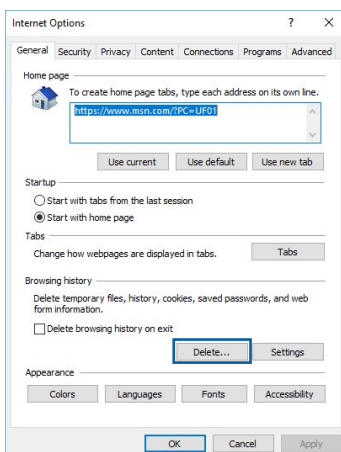 Internet Options ? X
General Security Privacy Content Connections Programs Advanced
Home page
To create home page tabs, type each address on its own line.
https://www.msn.com/?PC=UF01
Use current Use default Use new tab
Startup
Start with tabs from the last session
Start with home page
Tabs
Change how webpages are displayed in tabs. Tabs
Browsing history
Delete temporary files, history, cookies, saved passwords, and web
form information.
Delete browsing history on exit
Delete... Settings
Appearance
Colors Languages Fonts Accessibility
OK Cancel Apply